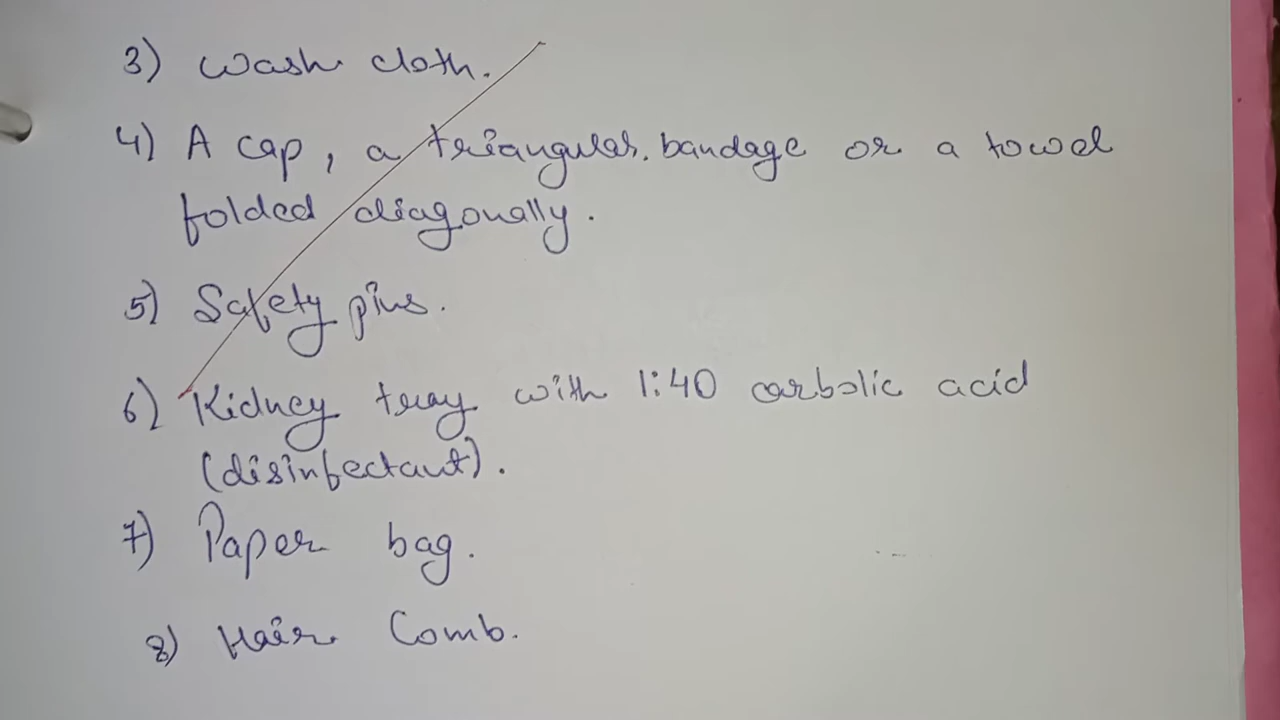 3) Wash cloth.
4) A cap, a triangular. bandage or a towel
folded diagonally.
5) Safety pins.
6) Kidney tray with 1:40 carbolic acid
(disinfectant).
7) Paper bag.
8) Hair Comb.